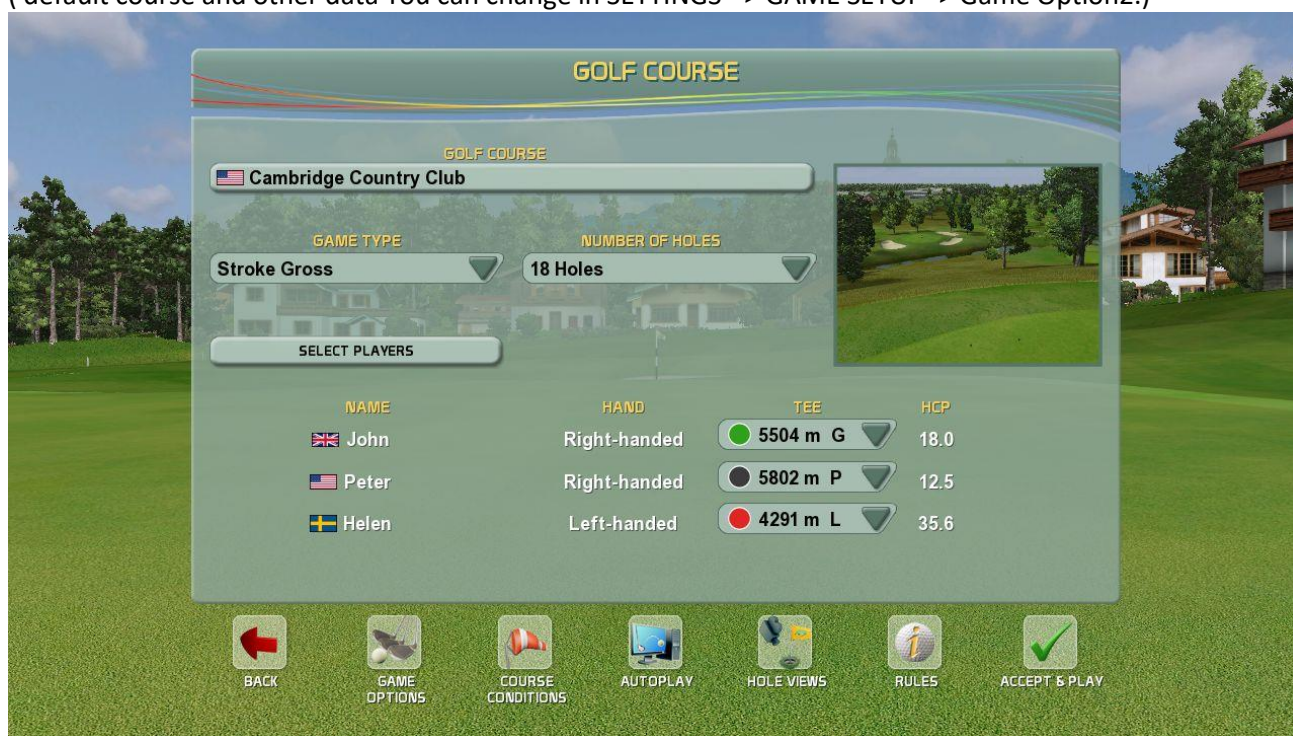 ( default course and other data You can change in SETTINGS -> GAME SETUP -> Game Option2.)
GOLF COURSE
GOLF COURSE
Cambridge Country Club
GAME TYPE
NUMBER OF HOLES
Stroke Gross
18 Holes
SELECT PLAYERS
NAME HAND TEE HCP
John Right-handed 5504 m G 18.0
Peter Right-handed 5802 m P 12.5
Helen Left-handed 4291 m L 35.6
BACK
GAME OPTIONS
COURSE CONDITIONS
AUTOPLAY
HOLE VIEWS
RULES
ACCEPT & PLAY